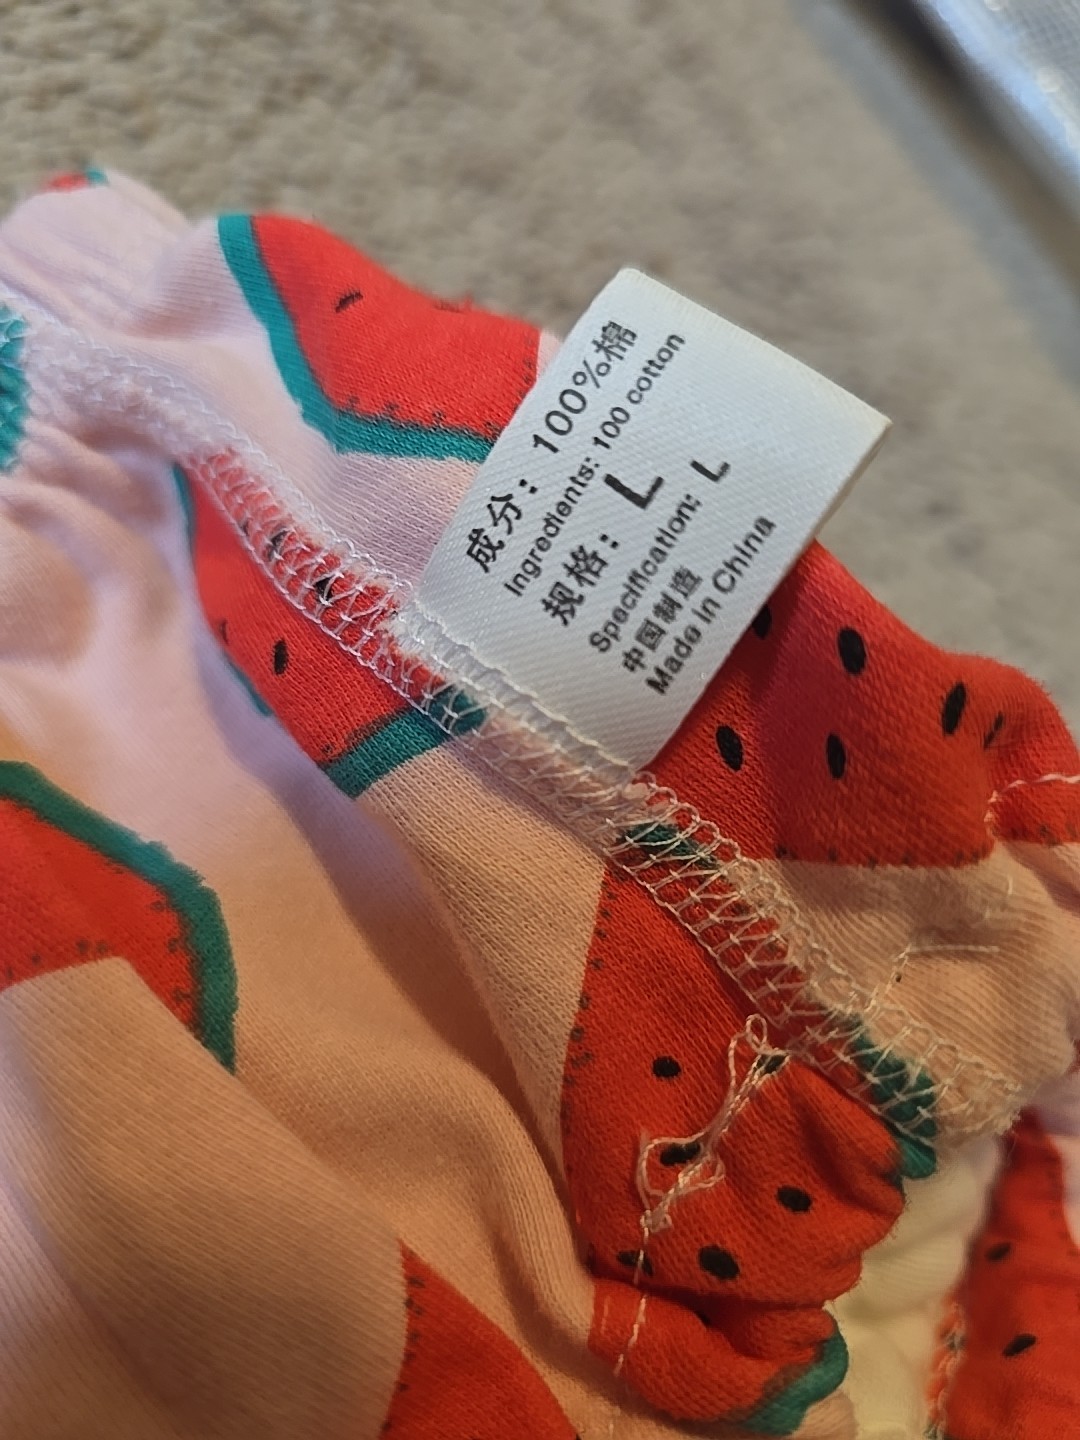 成分：100%棉
Ingredients: 100 cotton
规格：L
Specification: L
中国制造
Made in China